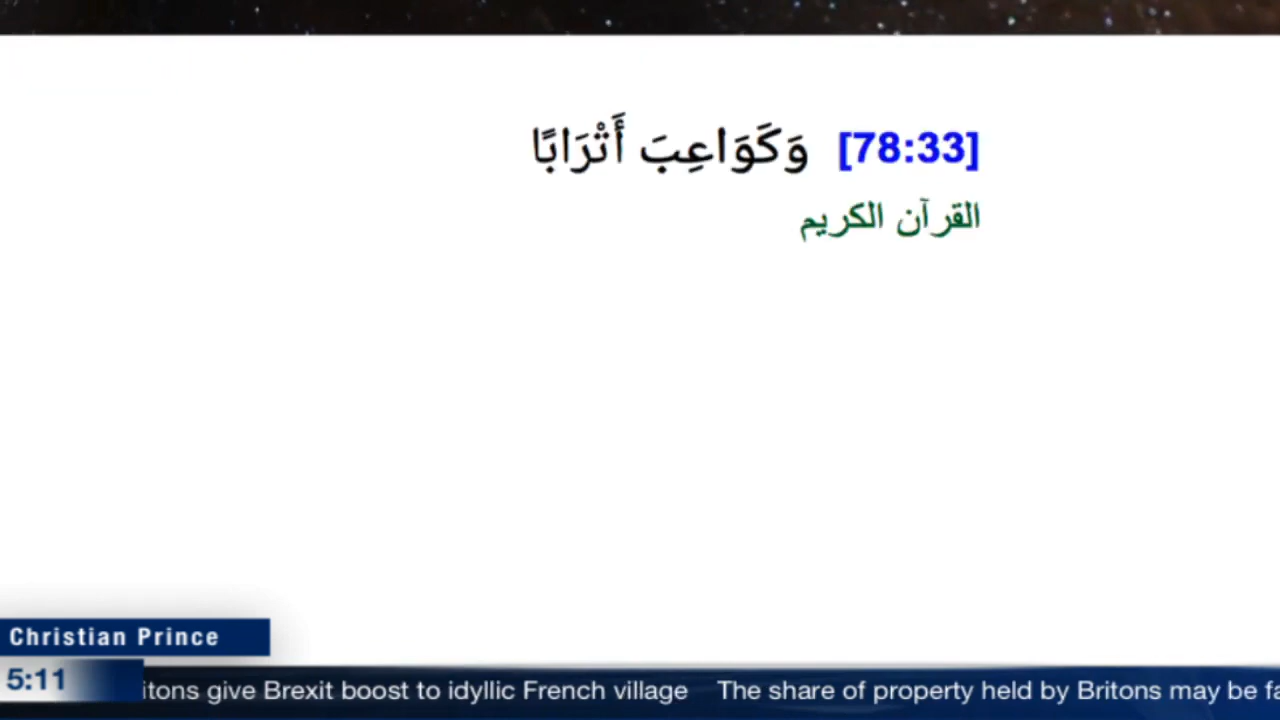 [78:33] وَكَوَاعِبَ أَتْرَابًا
القرآن الكريم
Christian Prince
5:11
itons give Brexit boost to idyllic French village The share of property held by Britons may be fa